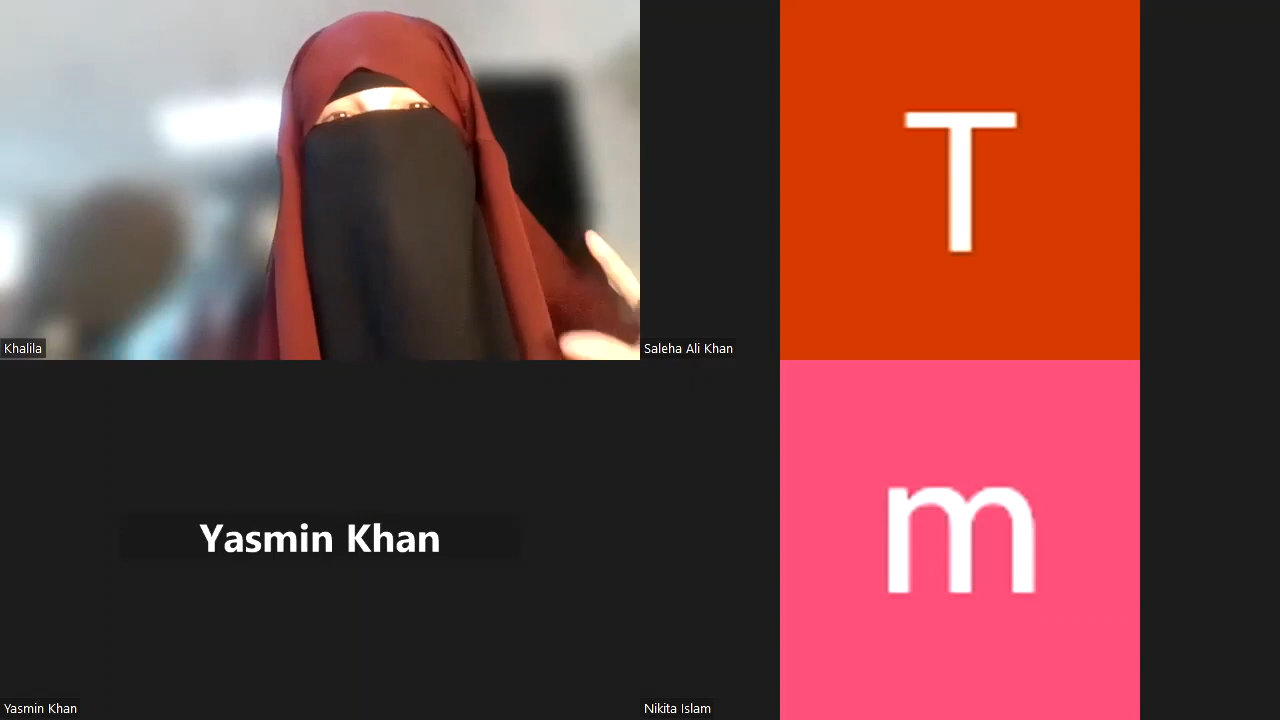 T
Khalila
Saleha Ali Khan
Yasmin Khan
m
Yasmin Khan
Nikita Islam